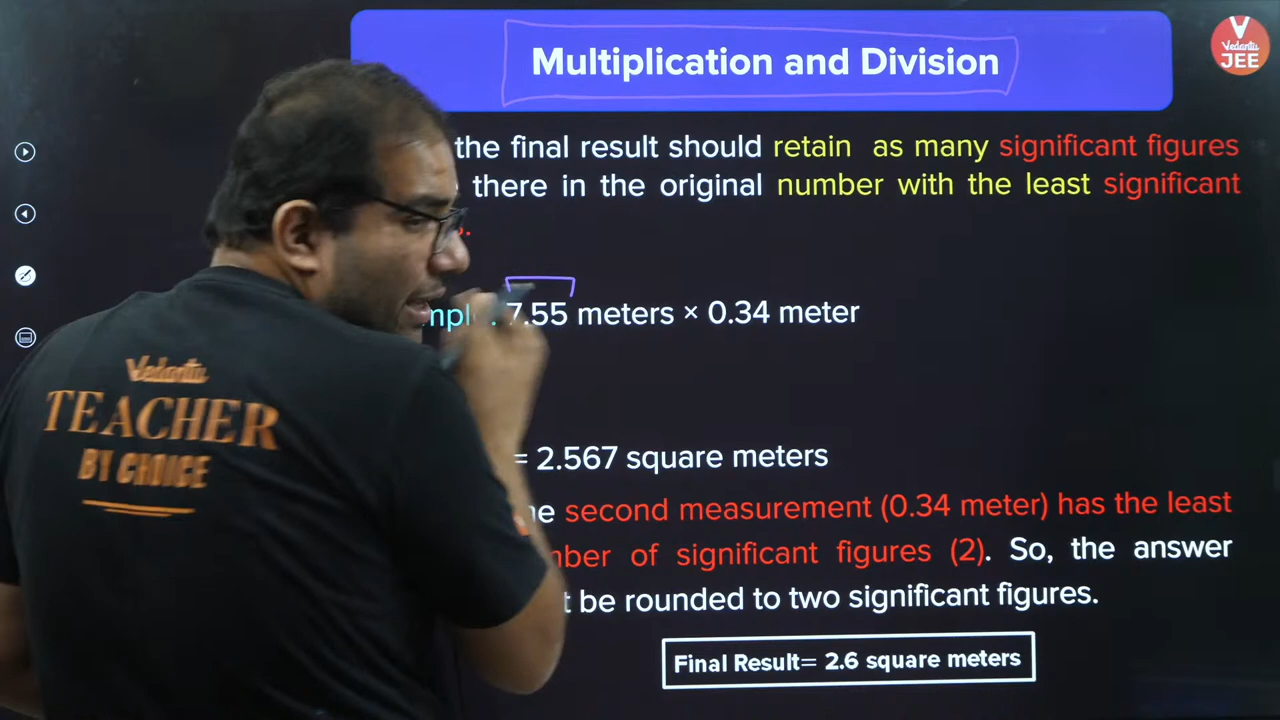 Multiplication and Division
V
Vedantu
JEE
the final result should retain as many significant figures
there in the original number with the least significant
7.55 meters × 0.34 meter
= 2.567 square meters
second measurement (0.34 meter) has the least
of significant figures (2). So, the answer
be rounded to two significant figures.
Final Result= 2.6 square meters
Vedantu
TEACHER
BY CHOICE